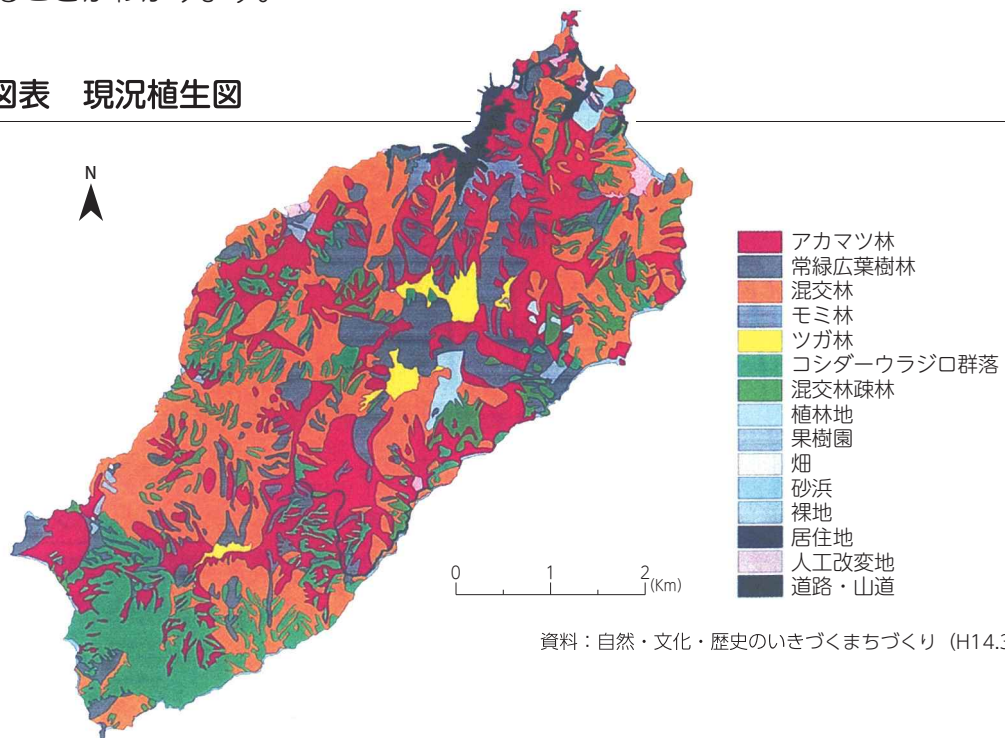 図表 現況植生図
N
アカマツ林
常緑広葉樹林
混交林
モミ林
ツガ林
コシダーウラジロ群落
混交林疎林
植林地
果樹園
畑
砂浜
裸地
居住地
人工改変地
道路・山道
0 1 2(Km)
資料：自然・文化・歴史のいきづくまちづくり（H14.3